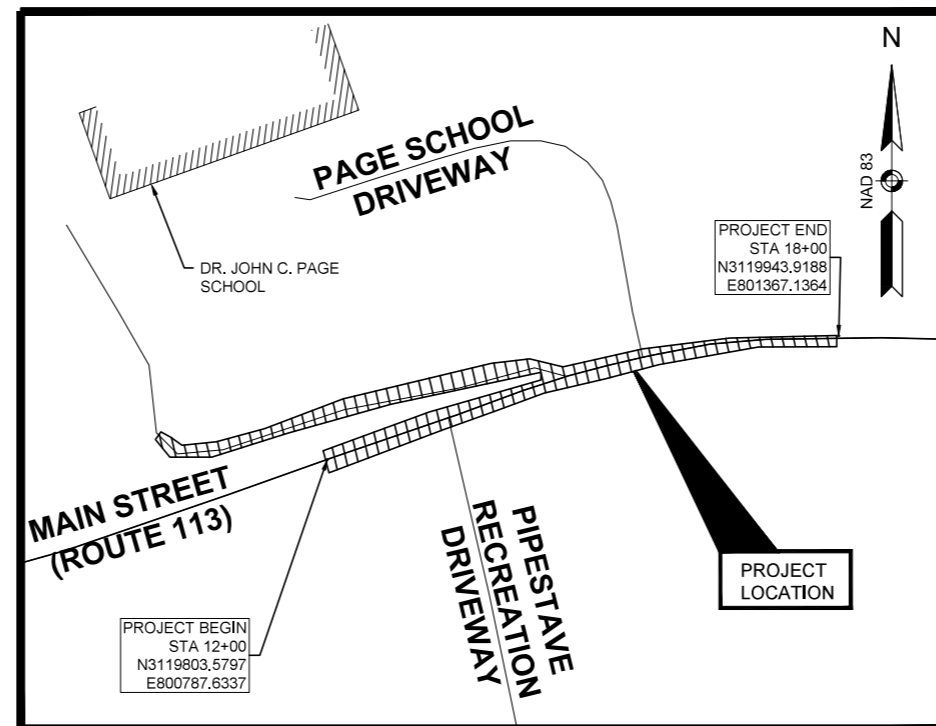 N
NAD 83
PAGE SCHOOL
DRIVEWAY
PROJECT END
STA 18+00
N3119943.9188
E801367.1364
DR. JOHN C. PAGE
SCHOOL
MAIN STREET
(ROUTE 113)
PIPESTAVE
RECREATION
DRIVEWAY
PROJECT
LOCATION
PROJECT BEGIN
STA 12+00
N3119803.5797
E800787.6337